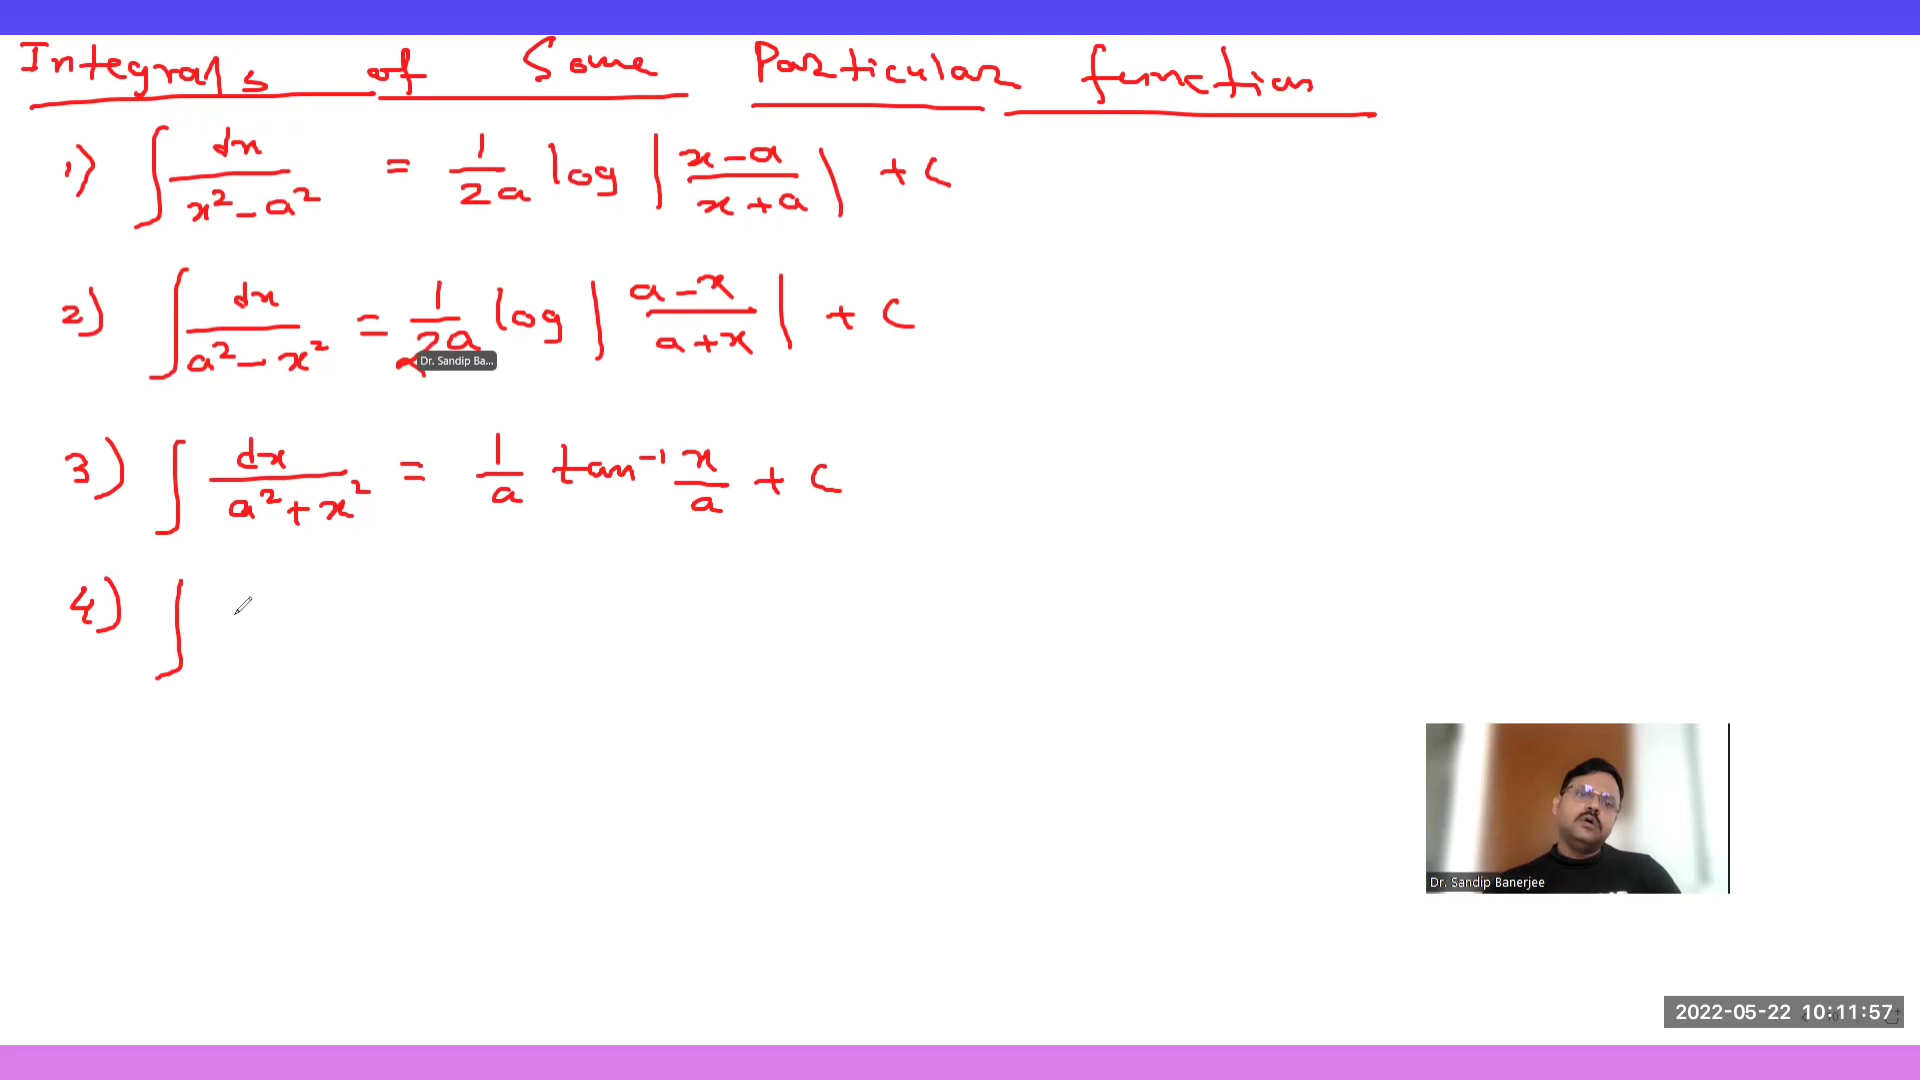 Integrals of Some Particular function
1) ∫ dx / (x² - a²) = 1/2a log |(x-a)/(x+a)| + C
2) ∫ dx / (a² - x²) = 1/2a log |(a-x)/(a+x)| + C
Dr. Sandip Ba...
3) ∫ dx / (a² + x²) = 1/a tan⁻¹ x/a + C
4) ∫
Dr. Sandip Banerjee
2022-05-22 10:11:57